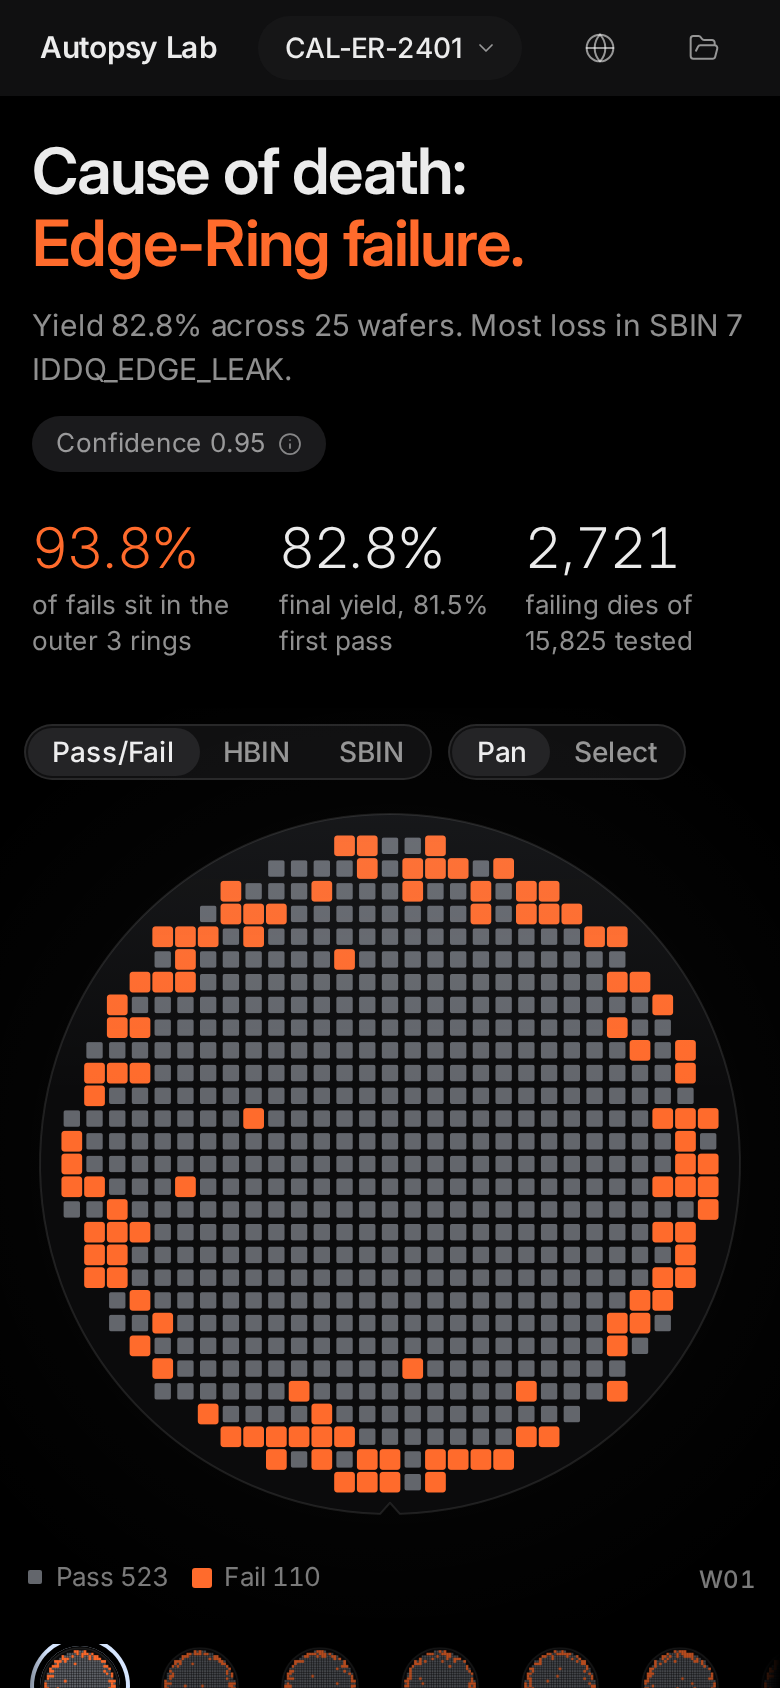 Autopsy Lab CAL-ER-2401
Cause of death:
Edge-Ring failure.
Yield 82.8% across 25 wafers. Most loss in SBIN 7
IDDQ_EDGE_LEAK.
Confidence 0.95
93.8% 82.8% 2,721
of fails sit in the final yield, 81.5% failing dies of
outer 3 rings first pass 15,825 tested
Pass/Fail HBIN SBIN Pan Select
Pass 523 Fail 110 W01